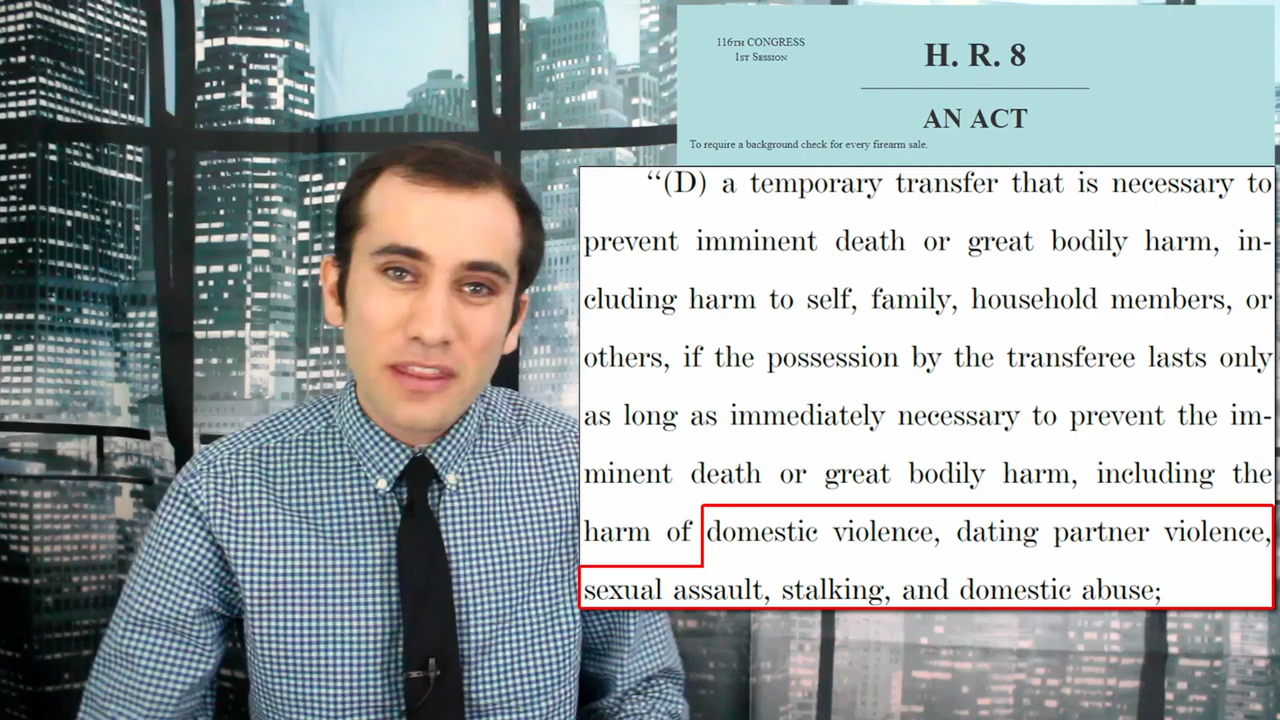 116TH CONGRESS
1ST SESSION
H. R. 8
AN ACT
To require a background check for every firearm sale.
“(D) a temporary transfer that is necessary to
prevent imminent death or great bodily harm, in-
cluding harm to self, family, household members, or
others, if the possession by the transferee lasts only
as long as immediately necessary to prevent the im-
minent death or great bodily harm, including the
harm of domestic violence, dating partner violence,
sexual assault, stalking, and domestic abuse;